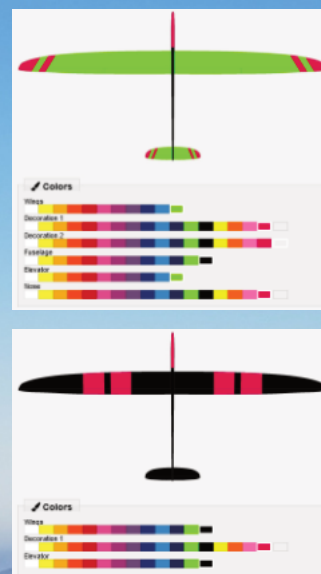 Colors
Wings
Decoration 1
Decoration 2
Fuselage
Elevator
Nose
Colors
Wings
Decoration 1
Elevator